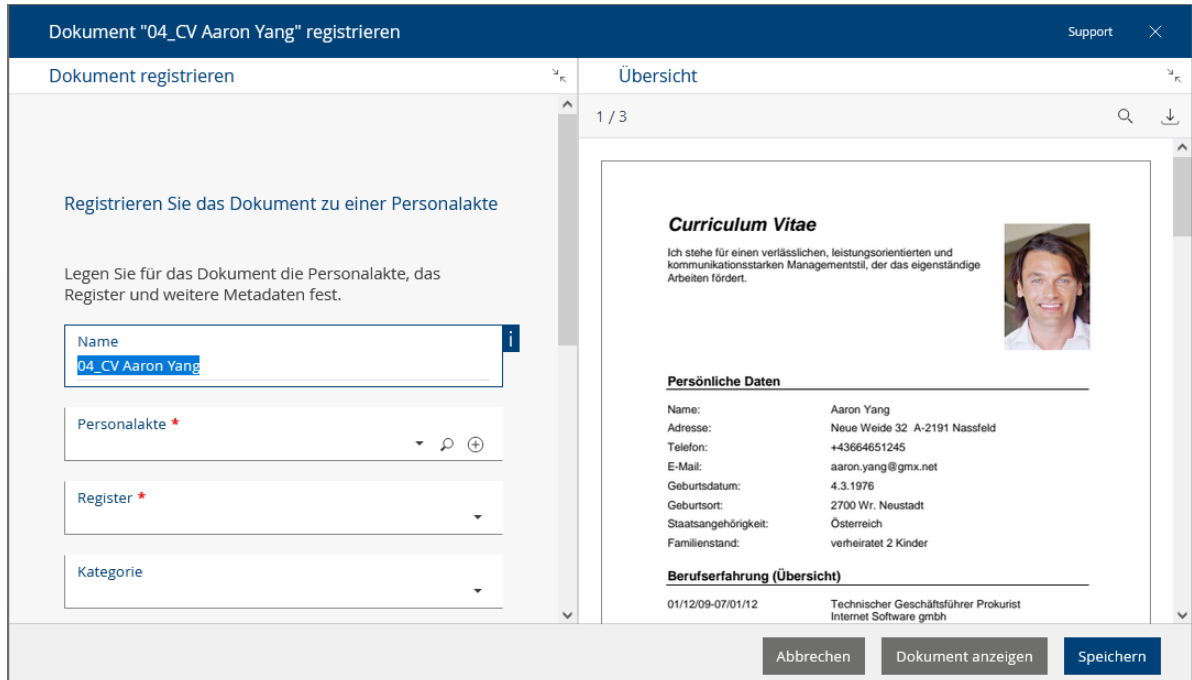 Dokument "04_CV Aaron Yang" registrieren
Support
Dokument registrieren
Registrieren Sie das Dokument zu einer Personalakte
Legen Sie für das Dokument die Personalakte, das
Register und weitere Metadaten fest.
i
Name
04_CV Aaron Yang
Personalakte *
Register *
Kategorie
Übersicht
1 / 3
Curriculum Vitae
Ich stehe für einen verlässlichen, leistungsorientierten und
kommunikationsstarken Managementstil, der das eigenständige
Arbeiten fördert.
Persönliche Daten
Name: Aaron Yang
Adresse: Neue Weide 32 A-2191 Nassfeld
Telefon: +43664651245
E-Mail: aaron.yang@gmx.net
Geburtsdatum: 4.3.1976
Geburtsort: 2700 Wr. Neustadt
Staatsangehörigkeit: Österreich
Familienstand: verheiratet 2 Kinder
Berufserfahrung (Übersicht)
01/12/09-07/01/12 Technischer Geschäftsführer Prokurist
Internet Software gmbh
Abbrechen
Dokument anzeigen
Speichern